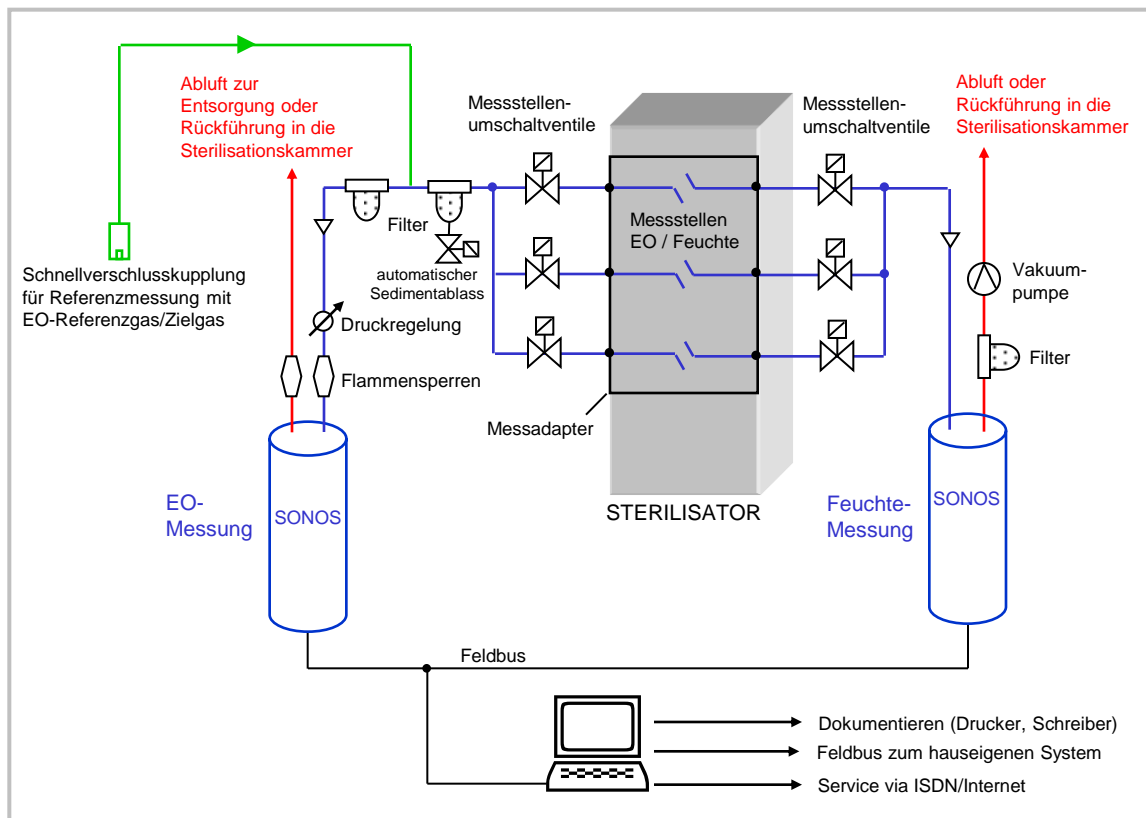 Abluft zur
Entsorgung oder
Rückführung in die
Sterilisationskammer
Messstellen-
umschaltventile
Messstellen-
umschaltventile
Abluft oder
Rückführung in die
Sterilisationskammer
Filter
automatischer
Sedimentablass
Messstellen
EO / Feuchte
Schnellverschlusskupplung
für Referenzmessung mit
EO-Referenzgas/Zielgas
Druckregelung
Flammensperren
Vakuum-
pumpe
Filter
Messadapter
STERILISATOR
EO-
Messung
SONOS
Feuchte-
Messung
SONOS
Feldbus
Dokumentieren (Drucker, Schreiber)
Feldbus zum hauseigenen System
Service via ISDN/Internet